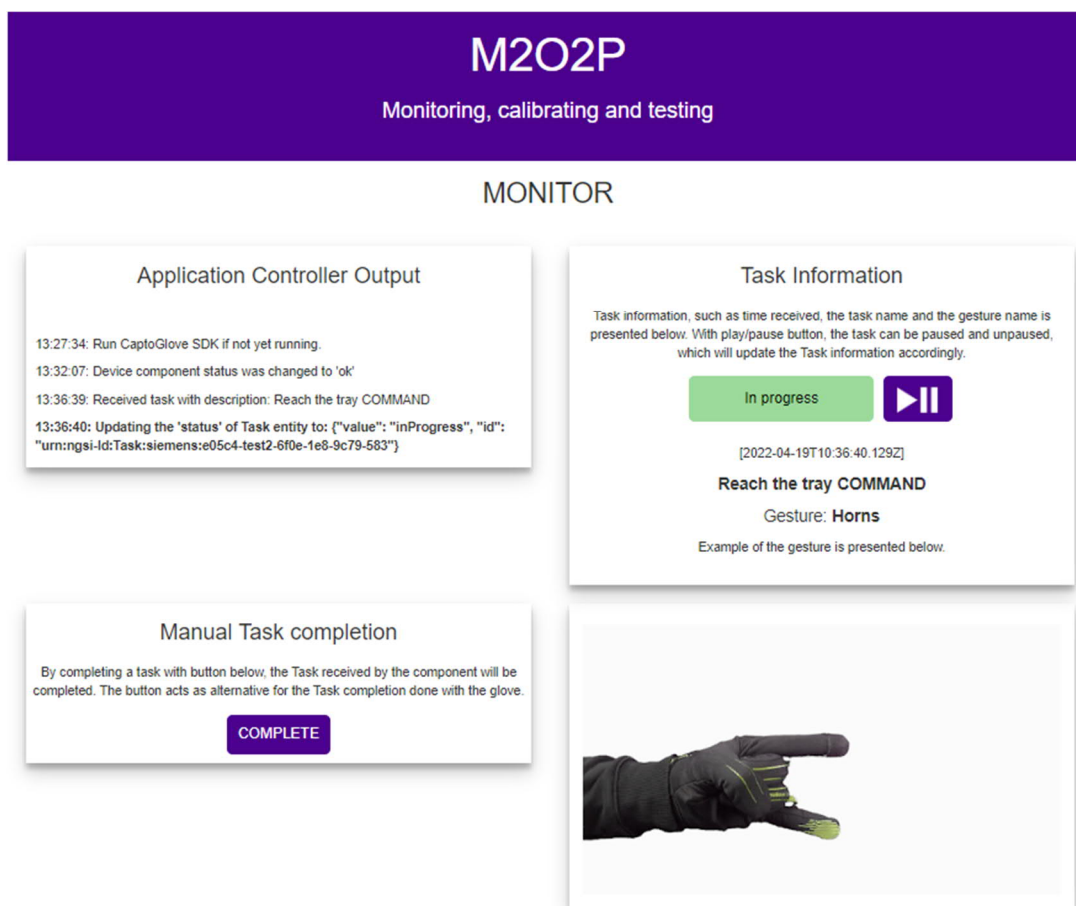 M2O2P
Monitoring, calibrating and testing
MONITOR
Application Controller Output
13:27:34: Run CaptoGlove SDK if not yet running.
13:32:07: Device component status was changed to 'ok'
13:36:39: Received task with description: Reach the tray COMMAND
13:36:40: Updating the 'status' of Task entity to: {"value": "inProgress", "id":
"urn:ngsi-ld:Task:siemens:e05c4-test2-6f0e-1e8-9c79-583"}
Task Information
Task information, such as time received, the task name and the gesture name is
presented below. With play/pause button, the task can be paused and unpaused,
which will update the Task information accordingly.
In progress
[2022-04-19T10:36:40.129Z]
Reach the tray COMMAND
Gesture: Horns
Example of the gesture is presented below.
Manual Task completion
By completing a task with button below, the Task received by the component will be
completed. The button acts as alternative for the Task completion done with the glove.
COMPLETE